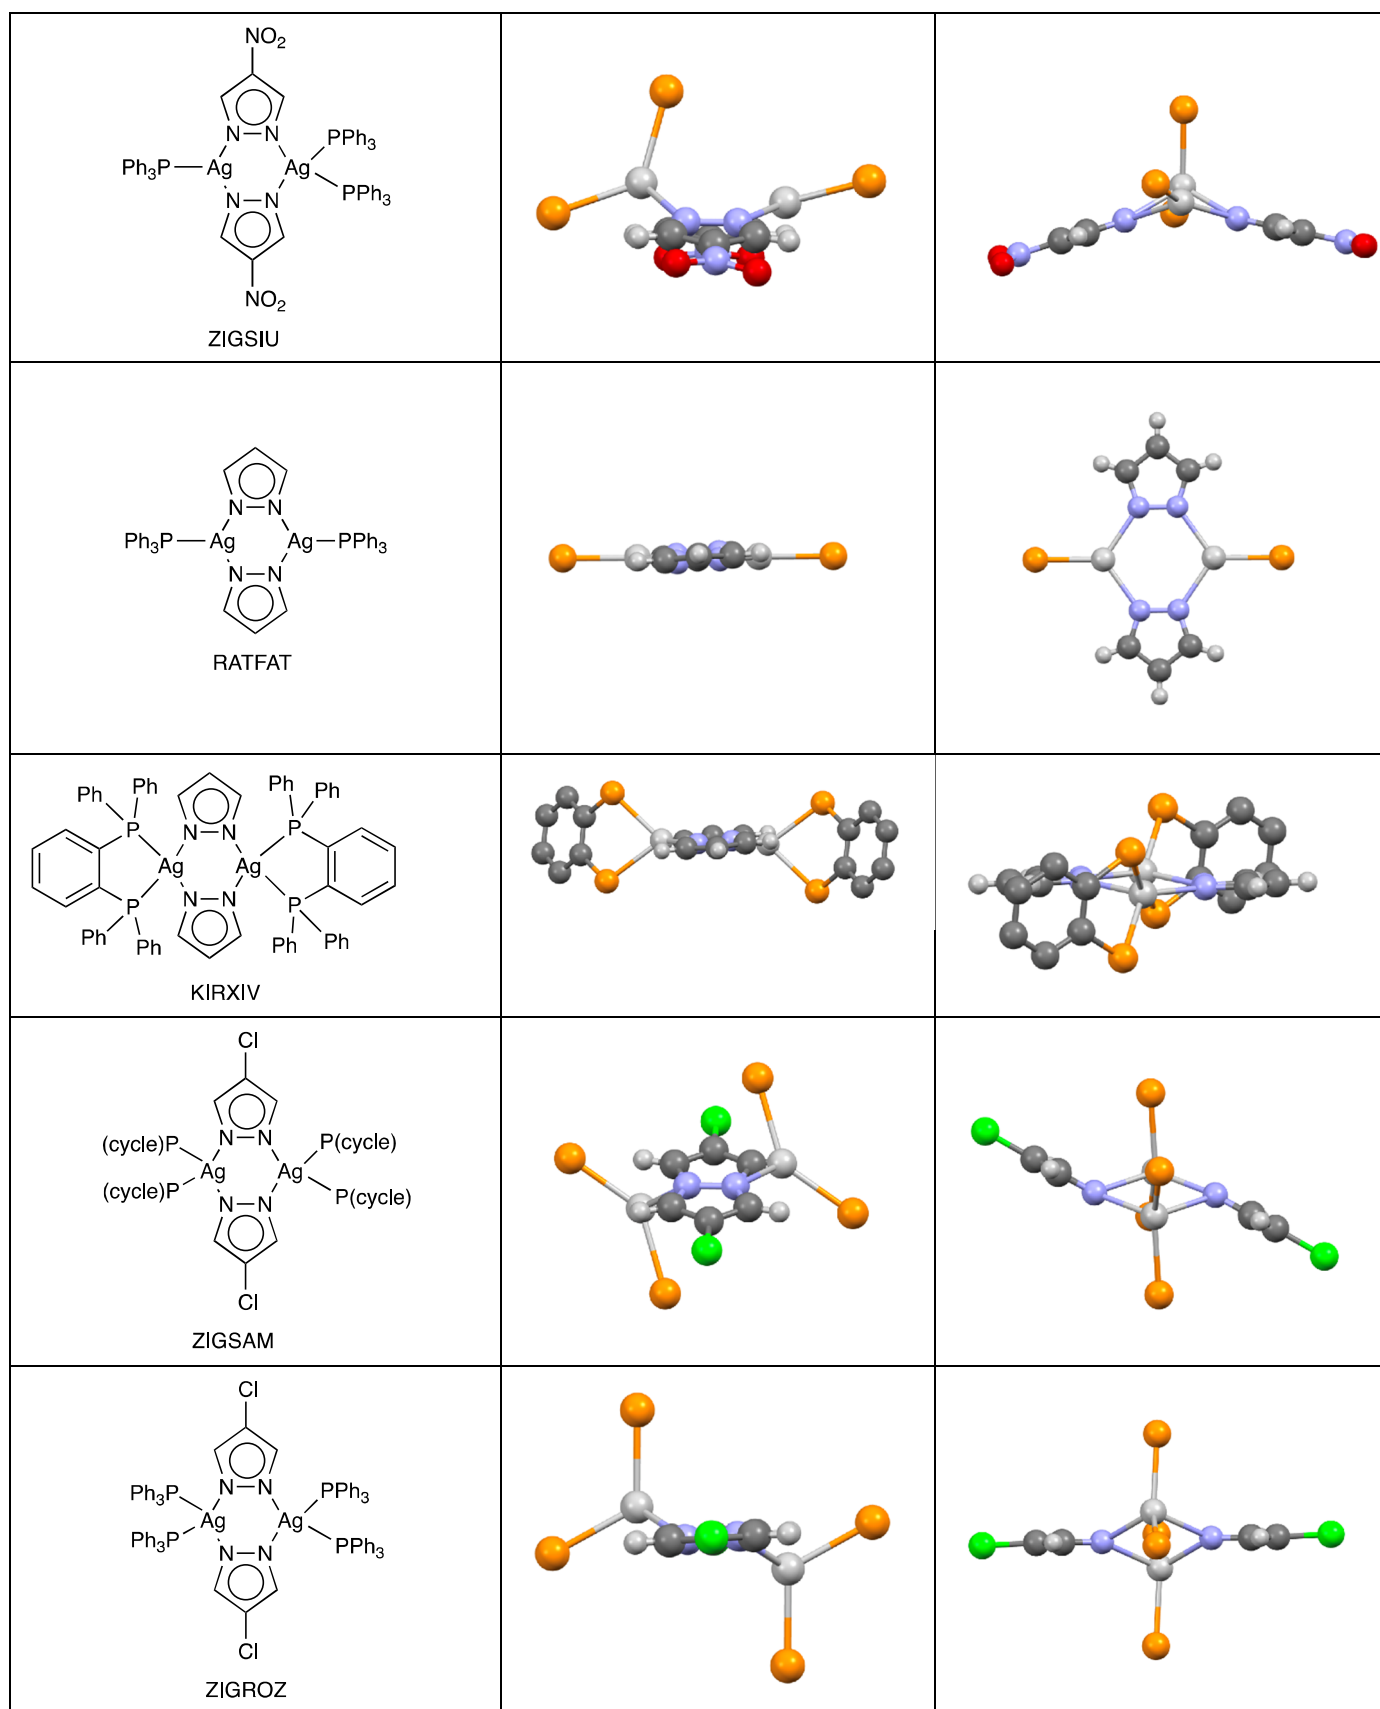 NO₂
N N
PPh₃
Ph₃P Ag Ag
PPh₃
N N
NO₂
ZIGSIU
N N
Ph₃P Ag Ag PPh₃
N N
RATFAT
Ph Ph Ph Ph
P N N P
Ag Ag
P N N P
Ph Ph Ph Ph
KIRXIV
Cl
N N
(cycle)P P(cycle)
Ag Ag
(cycle)P P(cycle)
N N
Cl
ZIGSAM
Cl
N N
Ph₃P PPh₃
Ag Ag
Ph₃P PPh₃
N N
Cl
ZIGROZ